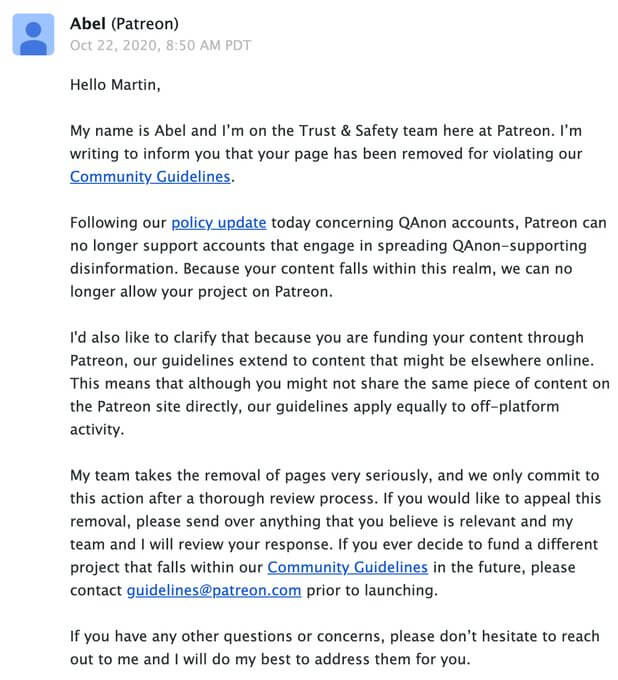 Abel (Patreon)
Oct 22, 2020, 8:50 AM PDT
Hello Martin,
My name is Abel and I'm on the Trust & Safety team here at Patreon. I'm
writing to inform you that your page has been removed for violating our
Community Guidelines.
Following our policy update today concerning QAnon accounts, Patreon can
no longer support accounts that engage in spreading QAnon-supporting
disinformation. Because your content falls within this realm, we can no
longer allow your project on Patreon.
I'd also like to clarify that because you are funding your content through
Patreon, our guidelines extend to content that might be elsewhere online.
This means that although you might not share the same piece of content on
the Patreon site directly, our guidelines apply equally to off-platform
activity.
My team takes the removal of pages very seriously, and we only commit to
this action after a thorough review process. If you would like to appeal this
removal, please send over anything that you believe is relevant and my
team and I will review your response. If you ever decide to fund a different
project that falls within our Community Guidelines in the future, please
contact guidelines@patreon.com prior to launching.
If you have any other questions or concerns, please don't hesitate to reach
out to me and I will do my best to address them for you.